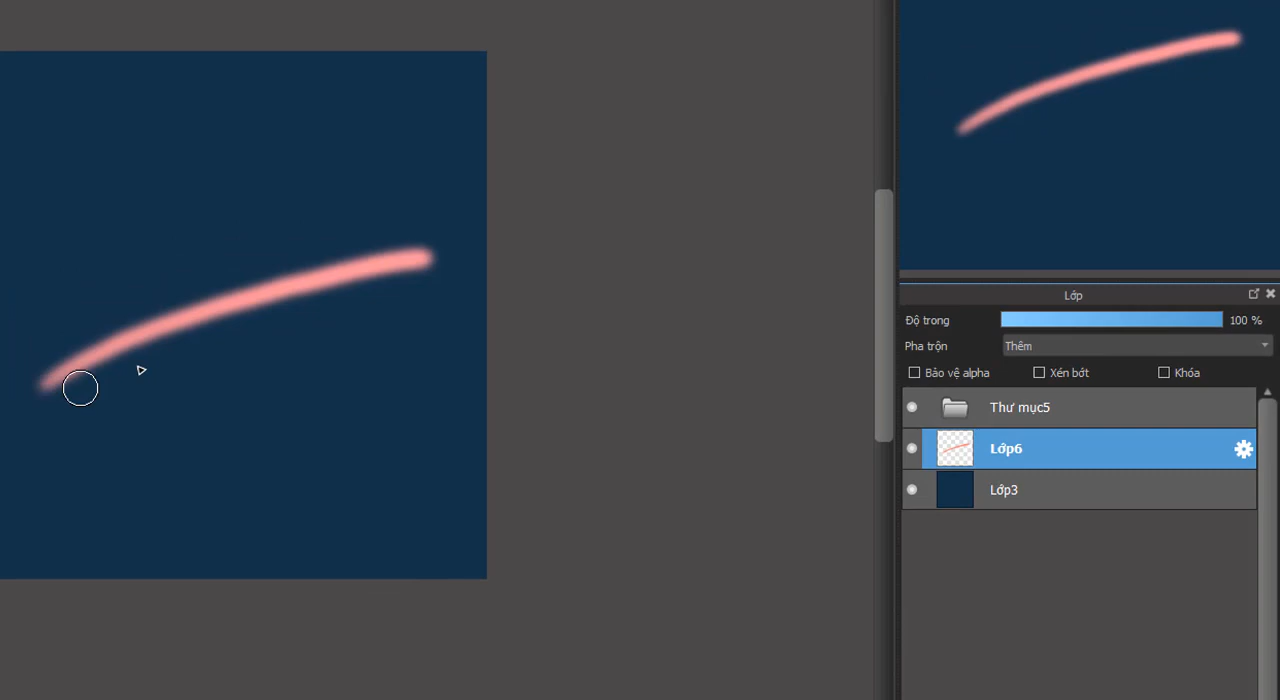 Lớp
Độ trong 100 %
Pha trộn Thêm
Bảo vệ alpha Xén bớt Khóa
Thư mục5
Lớp6
Lớp3